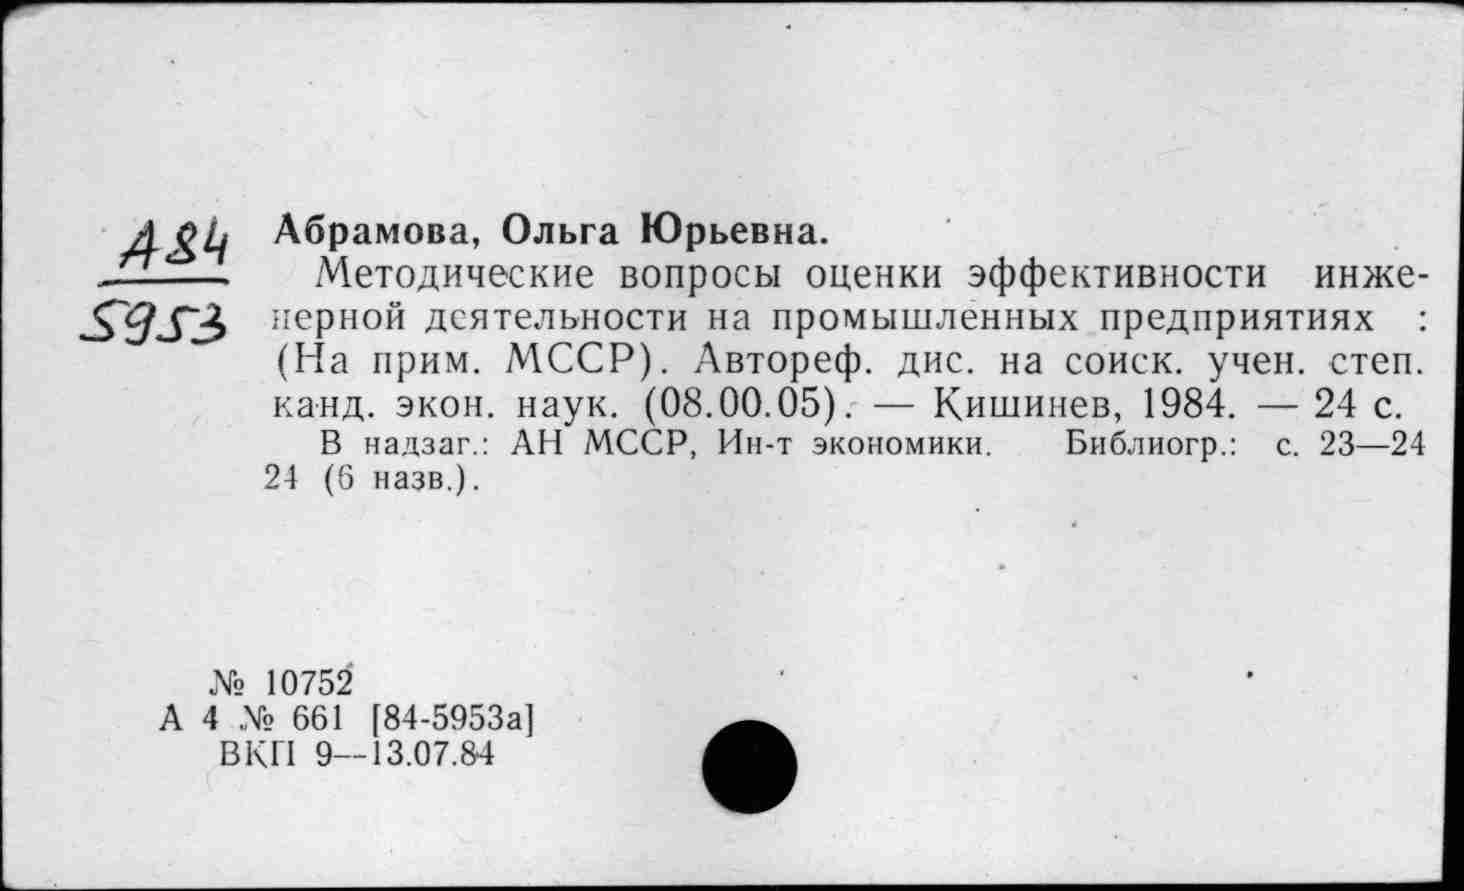 А84
5953
Абрамова, Ольга Юрьевна.
Методические вопросы оценки эффективности инже-
нерной деятельности на промышленных предприятиях :
(На прим. МССР). Автореф. дис. на соиск. учен. степ.
канд. экон. наук. (08.00.05). — Кишинев, 1984. — 24 с.
В надзаг.: АН МССР, Ин-т экономики. Библиогр.: с. 23—24
24 (6 назв.).
№ 10752
А 4 № 661 [84-5953а]
ВКП 9—13.07.84